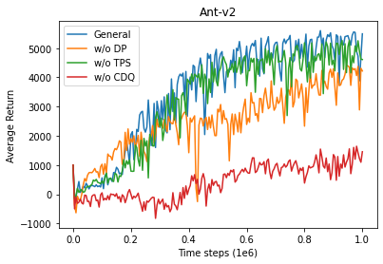 Ant-v2
General
w/o DP
w/o TPS
w/o CDQ
Average Return
5000
4000
3000
2000
1000
0
−1000
0.0 0.2 0.4 0.6 0.8 1.0
Time steps (1e6)